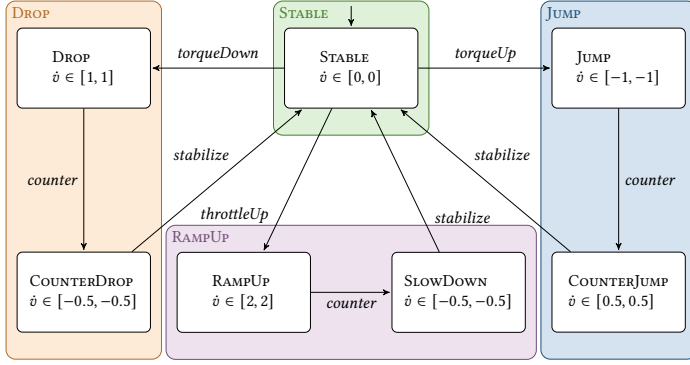 DROP
STABLE
JUMP
DROP
v̇ ∈ [1, 1]
torqueDown
STABLE
v̇ ∈ [0, 0]
torqueUp
JUMP
v̇ ∈ [−1, −1]
counter
stabilize
stabilize
counter
throttleUp
stabilize
RAMPUP
COUNTERDROP
v̇ ∈ [−0.5, −0.5]
RAMPUP
v̇ ∈ [2, 2]
counter
SLOWDOWN
v̇ ∈ [−0.5, −0.5]
COUNTERJUMP
v̇ ∈ [0.5, 0.5]